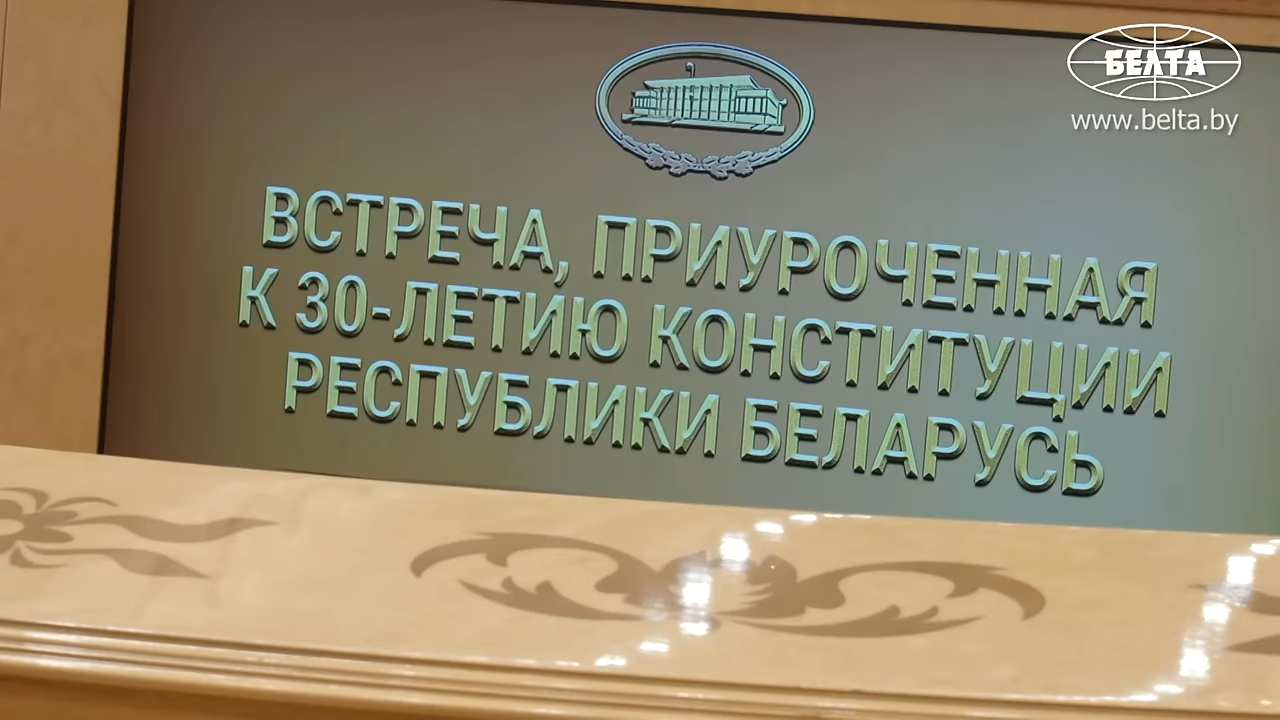 БЕЛТА
www.belta.by
ВСТРЕЧА, ПРИУРОЧЕННАЯ
К 30-ЛЕТИЮ КОНСТИТУЦИИ
РЕСПУБЛИКИ БЕЛАРУСЬ